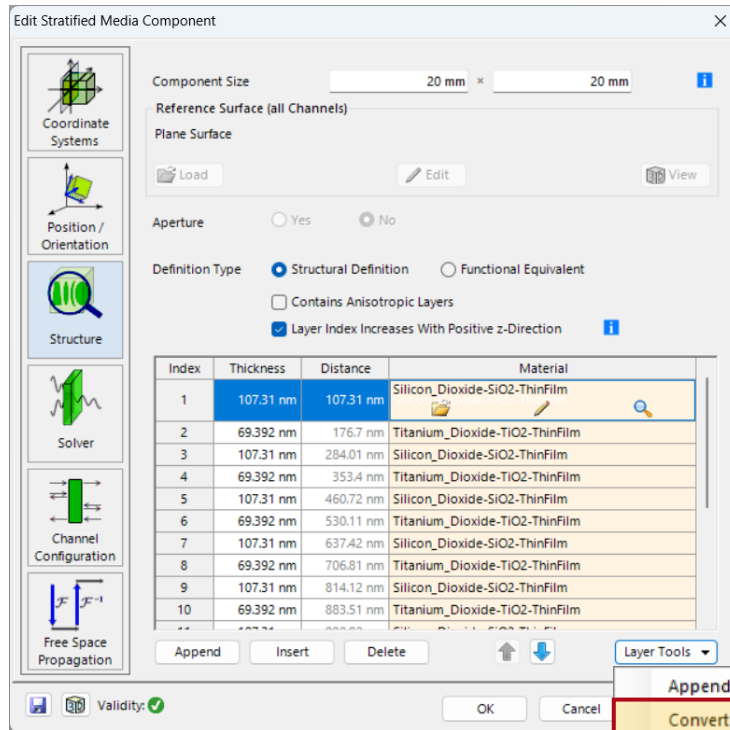 Edit Stratified Media Component
Coordinate
Systems
Position /
Orientation
Structure
Solver
Channel
Configuration
F F⁻¹
Free Space
Propagation
Component Size 20 mm × 20 mm
Reference Surface (all Channels)
Plane Surface
Load Edit View
Aperture Yes No
Definition Type Structural Definition Functional Equivalent
Contains Anisotropic Layers
Layer Index Increases With Positive z-Direction
Index Thickness Distance Material
1 107.31 nm 107.31 nm Silicon_Dioxide-SiO2-ThinFilm
2 69.392 nm 176.7 nm Titanium_Dioxide-TiO2-ThinFilm
3 107.31 nm 284.01 nm Silicon_Dioxide-SiO2-ThinFilm
4 69.392 nm 353.4 nm Titanium_Dioxide-TiO2-ThinFilm
5 107.31 nm 460.72 nm Silicon_Dioxide-SiO2-ThinFilm
6 69.392 nm 530.11 nm Titanium_Dioxide-TiO2-ThinFilm
7 107.31 nm 637.42 nm Silicon_Dioxide-SiO2-ThinFilm
8 69.392 nm 706.81 nm Titanium_Dioxide-TiO2-ThinFilm
9 107.31 nm 814.12 nm Silicon_Dioxide-SiO2-ThinFilm
10 69.392 nm 883.51 nm Titanium_Dioxide-TiO2-ThinFilm
Append Insert Delete Layer Tools
Append
Validity: OK Cancel
Convert